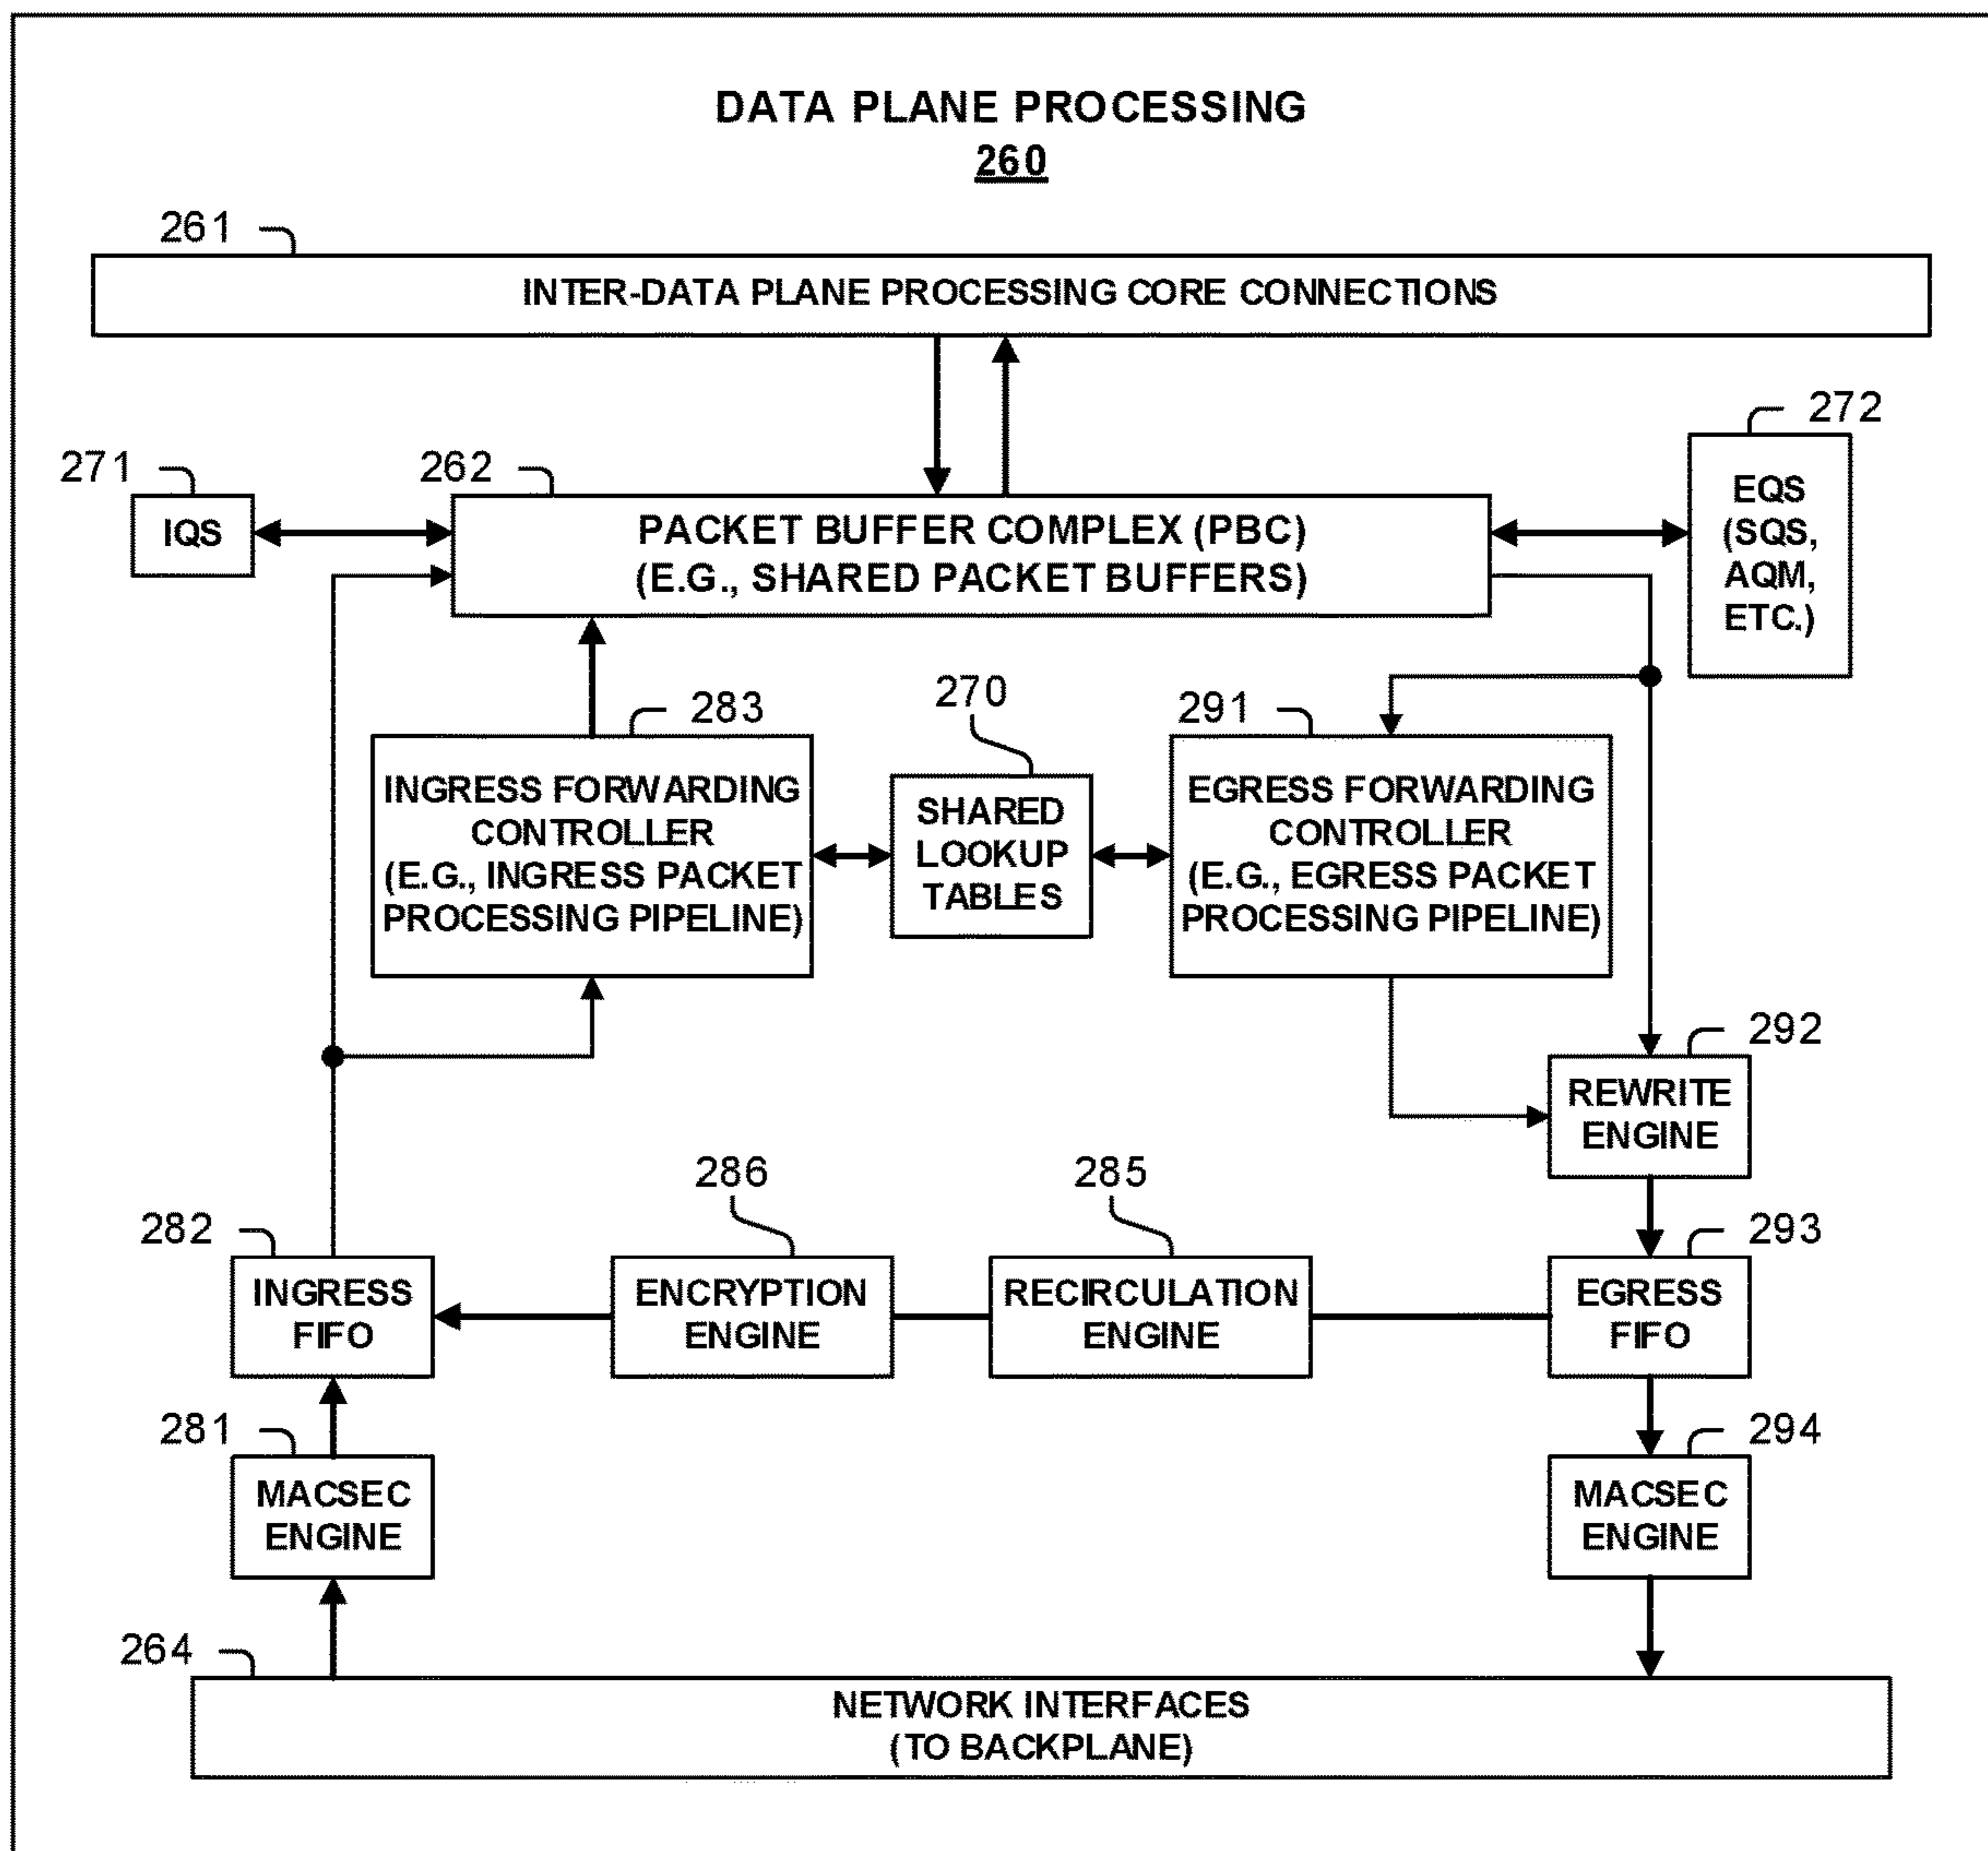 DATA PLANE PROCESSING
260
261
INTER-DATA PLANE PROCESSING CORE CONNECTIONS
272
271
262
IQS
PACKET BUFFER COMPLEX (PBC)
(E.G., SHARED PACKET BUFFERS)
EQS
(SQS,
AQM,
ETC.)
283
270
291
INGRESS FORWARDING
CONTROLLER
(E.G., INGRESS PACKET
PROCESSING PIPELINE)
SHARED
LOOKUP
TABLES
EGRESS FORWARDING
CONTROLLER
(E.G., EGRESS PACKET
PROCESSING PIPELINE)
292
REWRITE
ENGINE
286
285
282
293
INGRESS
FIFO
ENCRYPTION
ENGINE
RECIRCULATION
ENGINE
EGRESS
FIFO
281
294
MACSEC
ENGINE
MACSEC
ENGINE
264
NETWORK INTERFACES
(TO BACKPLANE)